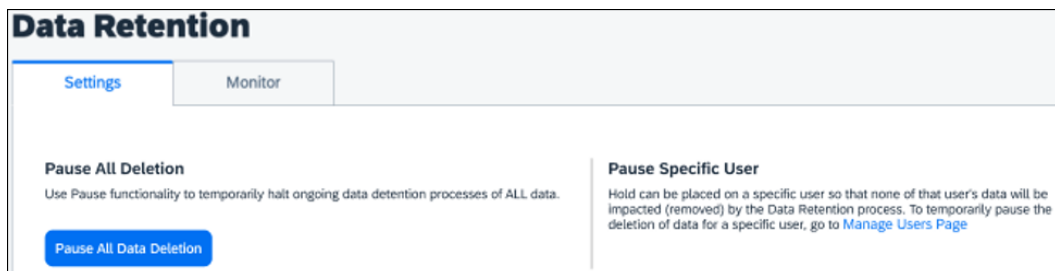 Data Retention
Settings
Monitor
Pause All Deletion
Use Pause functionality to temporarily halt ongoing data detention processes of ALL data.
Pause All Data Deletion
Pause Specific User
Hold can be placed on a specific user so that none of that user's data will be
impacted (removed) by the Data Retention process. To temporarily pause the
deletion of data for a specific user, go to Manage Users Page